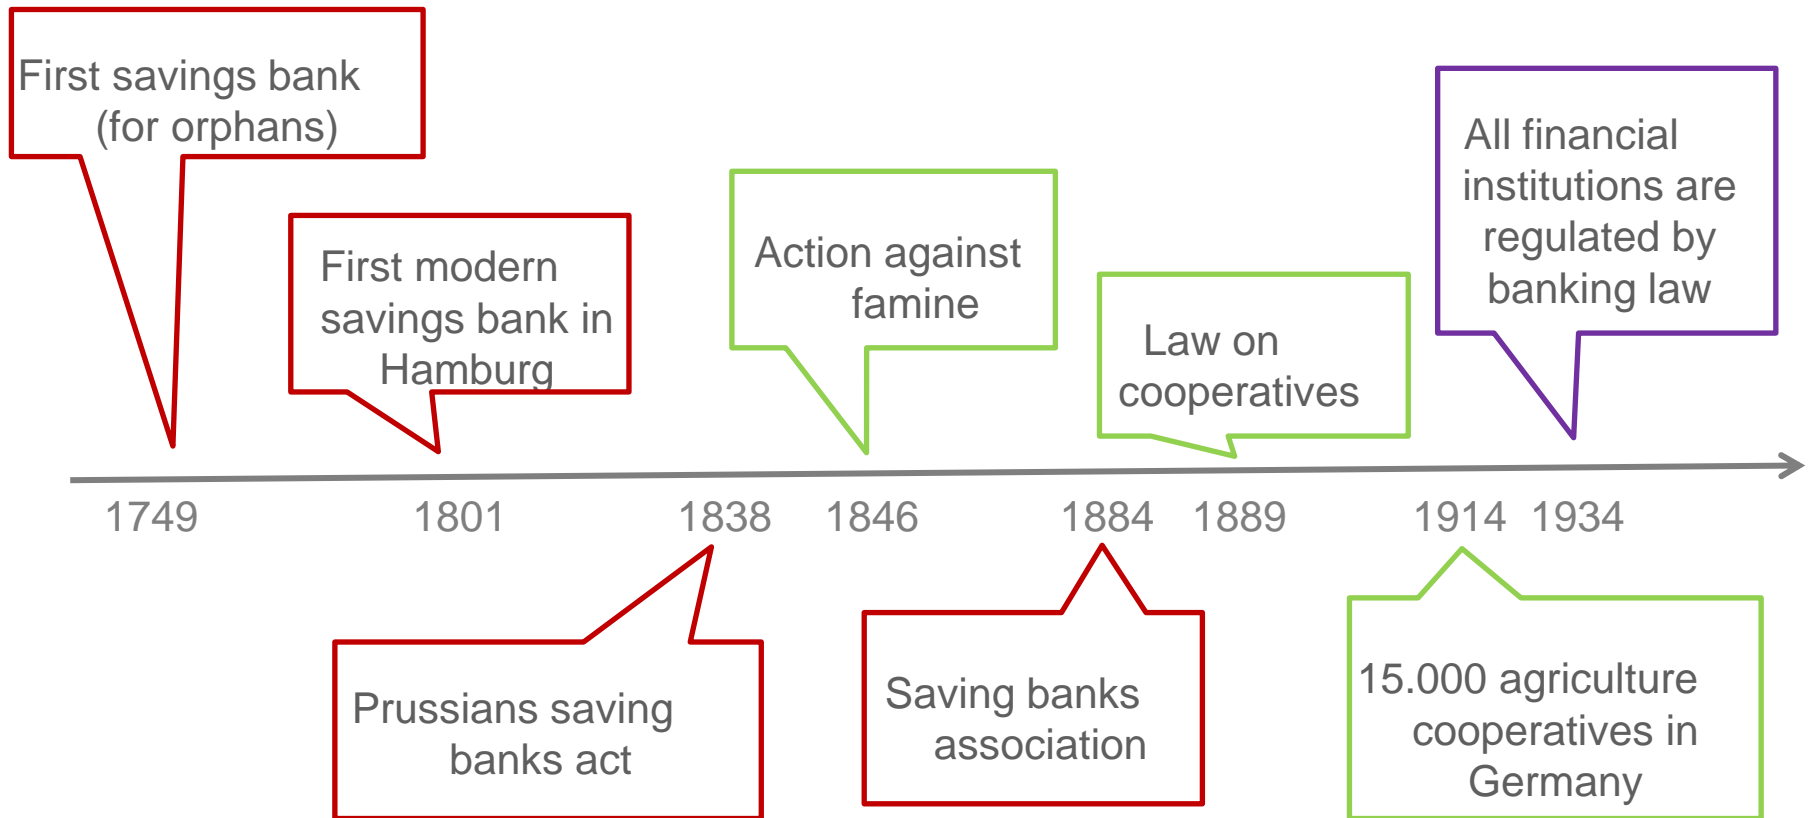 First savings bank
(for orphans)
First modern
savings bank in
Hamburg
Action against
famine
Law on
cooperatives
All financial
institutions are
regulated by
banking law
1749
1801
1838
1846
1884
1889
1914
1934
Prussians saving
banks act
Saving banks
association
15.000 agriculture
cooperatives in
Germany